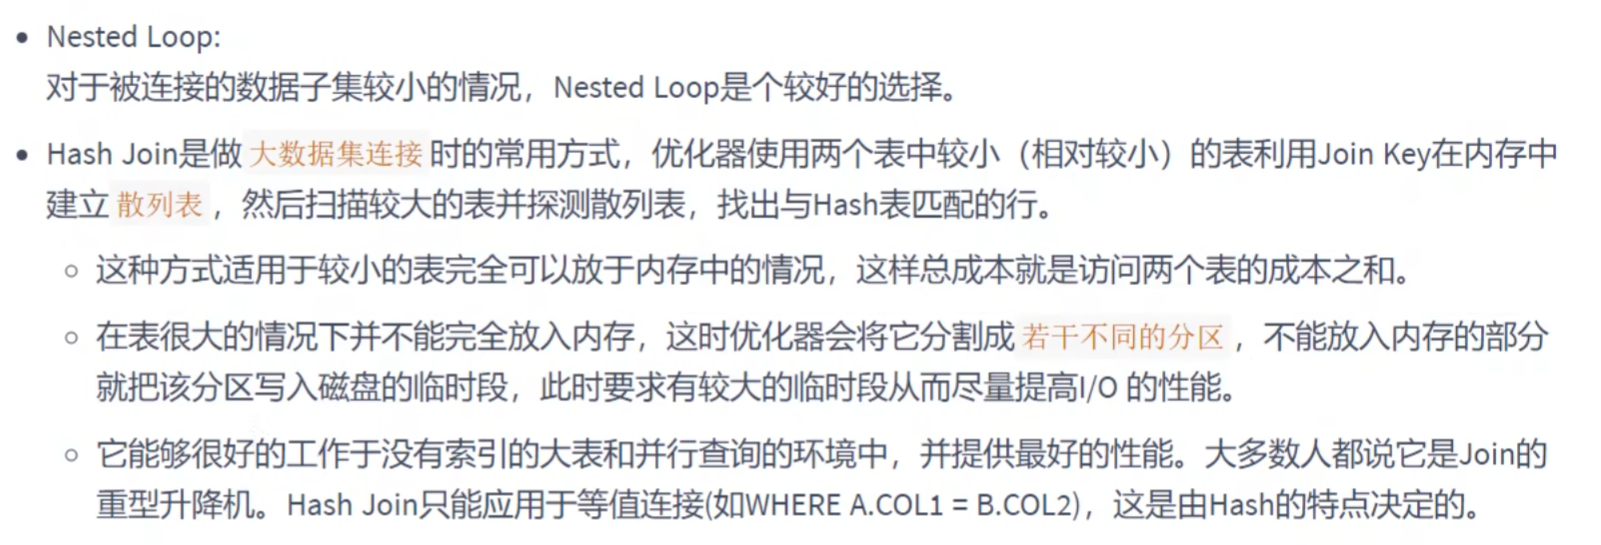 Nested Loop:
对于被连接的数据子集较小的情况，Nested Loop是个较好的选择。
Hash Join是做 大数据集连接 时的常用方式，优化器使用两个表中较小（相对较小）的表利用Join Key在内存中
建立 散列表 ，然后扫描较大的表并探测散列表，找出与Hash表匹配的行。
这种方式适用于较小的表完全可以放于内存中的情况，这样总成本就是访问两个表的成本之和。
在表很大的情况下并不能完全放入内存，这时优化器会将它分割成 若干不同的分区 ，不能放入内存的部分
就把该分区写入磁盘的临时段，此时要求有较大的临时段从而尽量提高I/O 的性能。
它能够很好的工作于没有索引的大表和并行查询的环境中，并提供最好的性能。大多数人都说它是Join的
重型升降机。Hash Join只能应用于等值连接(如WHERE A.COL1 = B.COL2)，这是由Hash的特点决定的。